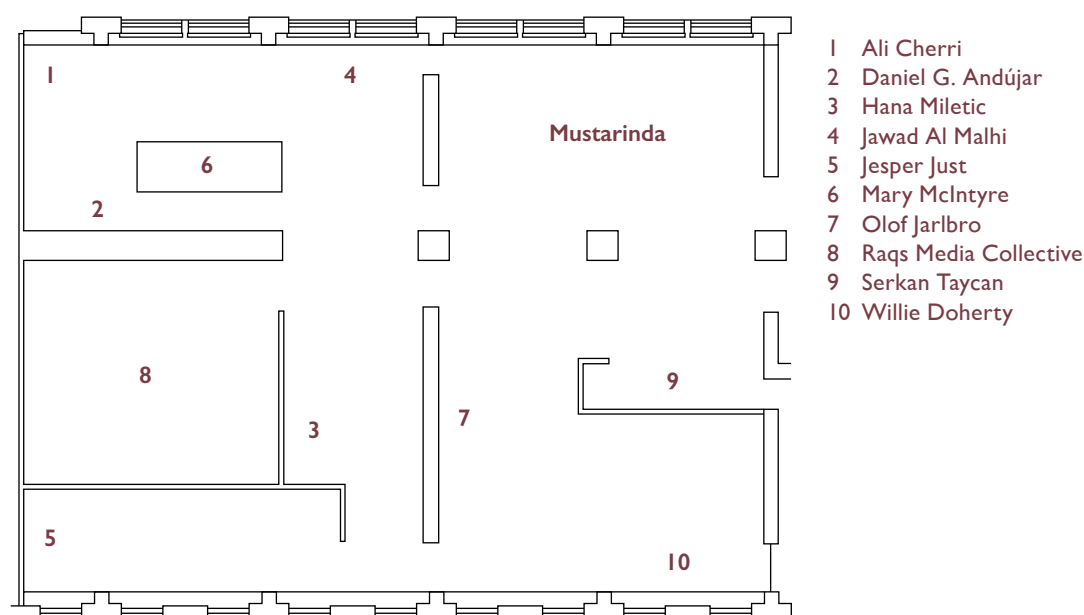 1
4
Mustarinda
6
2
8
9
7
3
5
10
1 Ali Cherri
2 Daniel G. Andújar
3 Hana Miletic
4 Jawad Al Malhi
5 Jesper Just
6 Mary McIntyre
7 Olof Jarlbro
8 Raqs Media Collective
9 Serkan Taycan
10 Willie Doherty